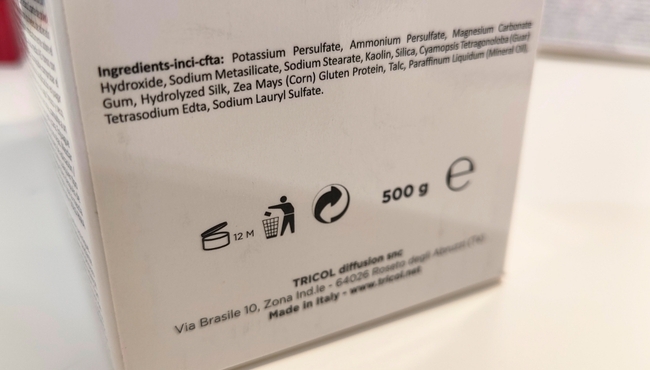 Ingredients-inci-cfta: Potassium Persulfate, Ammonium Persulfate, Magnesium Carbonate
Hydroxide, Sodium Metasilicate, Sodium Stearate, Kaolin, Silica, Cyamopsis Tetragonoloba (Guar)
Gum, Hydrolyzed Silk, Zea Mays (Corn) Gluten Protein, Talc, Paraffinum Liquidum (Mineral Oil),
Tetrasodium Edta, Sodium Lauryl Sulfate.
12 M
500 g e
TRICOL diffusion snc
Via Brasile 10, Zona Ind.le - 64026 Roseto degli Abruzzi (TE)
Made in Italy - www.tricol.net